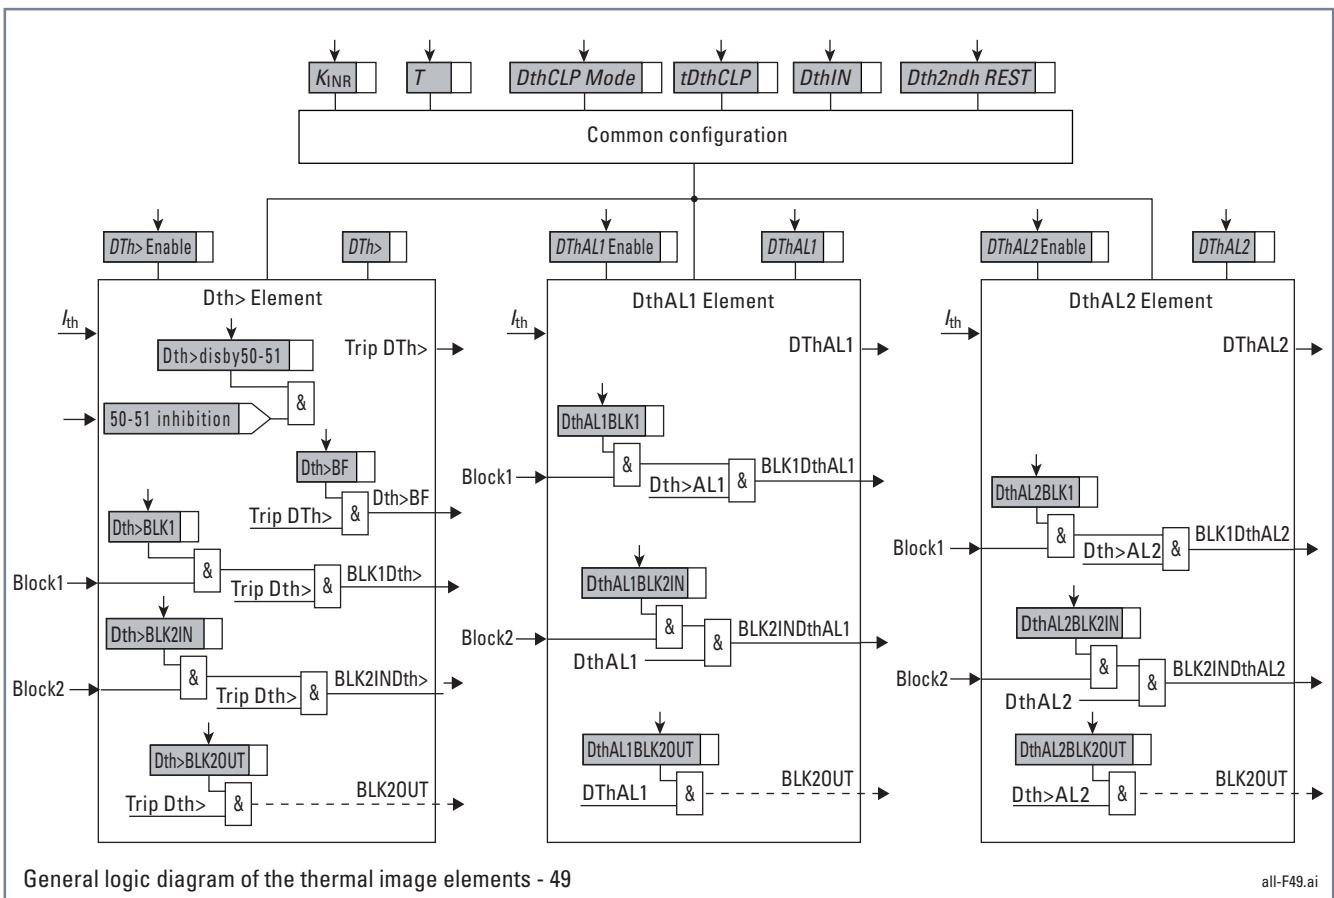 KINR T DthCLP Mode tDthCLP DthIN Dth2ndh REST
Common configuration
DTh> Enable DTh> DThAL1 Enable DThAL1 DThAL2 Enable DThAL2
Dth> Element
Ith
Dth>disby50-51
Trip DTh>
&
50-51 inhibition
Dth>BF
Trip DTh>
&
Dth>BF
Dth>BLK1
Block1
&
Trip Dth>
&
BLK1Dth>
Dth>BLK2IN
Block2
&
Trip Dth>
&
BLK2INDth>
Dth>BLK2OUT
Trip Dth>
&
BLK2OUT
DthAL1 Element
Ith
DThAL1
DthAL1BLK1
Block1
&
Dth>AL1
&
BLK1DthAL1
DthAL1BLK2IN
Block2
&
DthAL1
&
BLK2INDthAL1
DthAL1BLK2OUT
DThAL1
&
BLK2OUT
DthAL2 Element
Ith
DThAL2
DthAL2BLK1
Block1
&
Dth>AL2
&
BLK1DthAL2
DthAL2BLK2IN
Block2
&
DthAL2
&
BLK2INDthAL2
DthAL2BLK2OUT
Dth>AL2
&
BLK2OUT
General logic diagram of the thermal image elements - 49
all-F49.ai